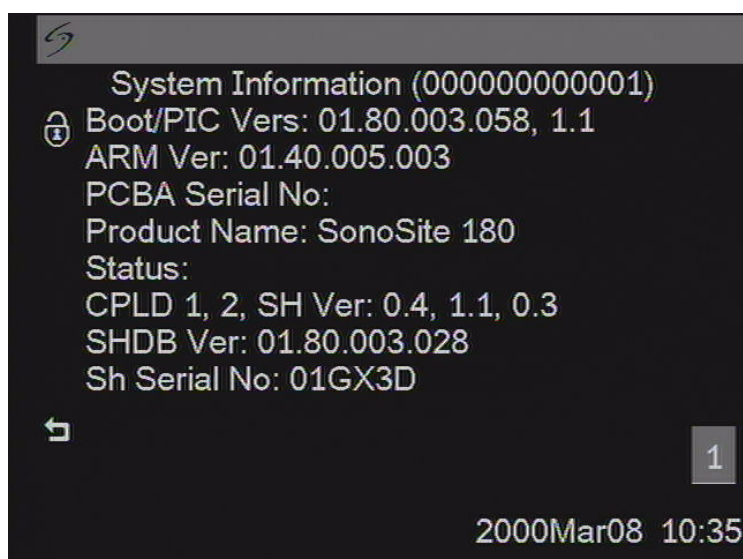 System Information (000000000001)
Boot/PIC Vers: 01.80.003.058, 1.1
ARM Ver: 01.40.005.003
PCBA Serial No:
Product Name: SonoSite 180
Status:
CPLD 1, 2, SH Ver: 0.4, 1.1, 0.3
SHDB Ver: 01.80.003.028
Sh Serial No: 01GX3D
1
2000Mar08 10:35